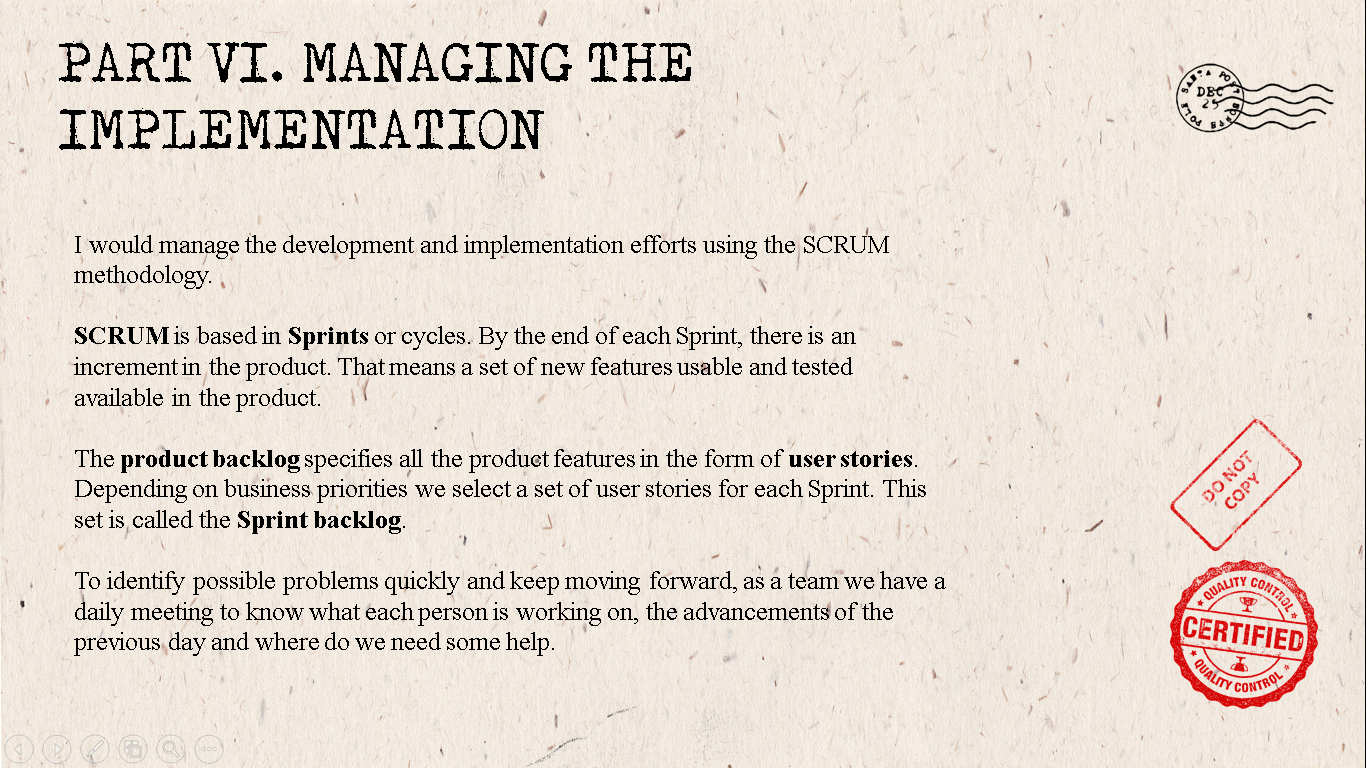 PART VI. MANAGING THE
IMPLEMENTATION
SANTA POST
DEC
25
NORTH POLE
I would manage the development and implementation efforts using the SCRUM
methodology.
SCRUM is based in Sprints or cycles. By the end of each Sprint, there is an
increment in the product. That means a set of new features usable and tested
available in the product.
The product backlog specifies all the product features in the form of user stories.
Depending on business priorities we select a set of user stories for each Sprint. This
set is called the Sprint backlog.
To identify possible problems quickly and keep moving forward, as a team we have a
daily meeting to know what each person is working on, the advancements of the
previous day and where do we need some help.
DO NOT
COPY
QUALITY CONTROL
CERTIFIED
QUALITY CONTROL